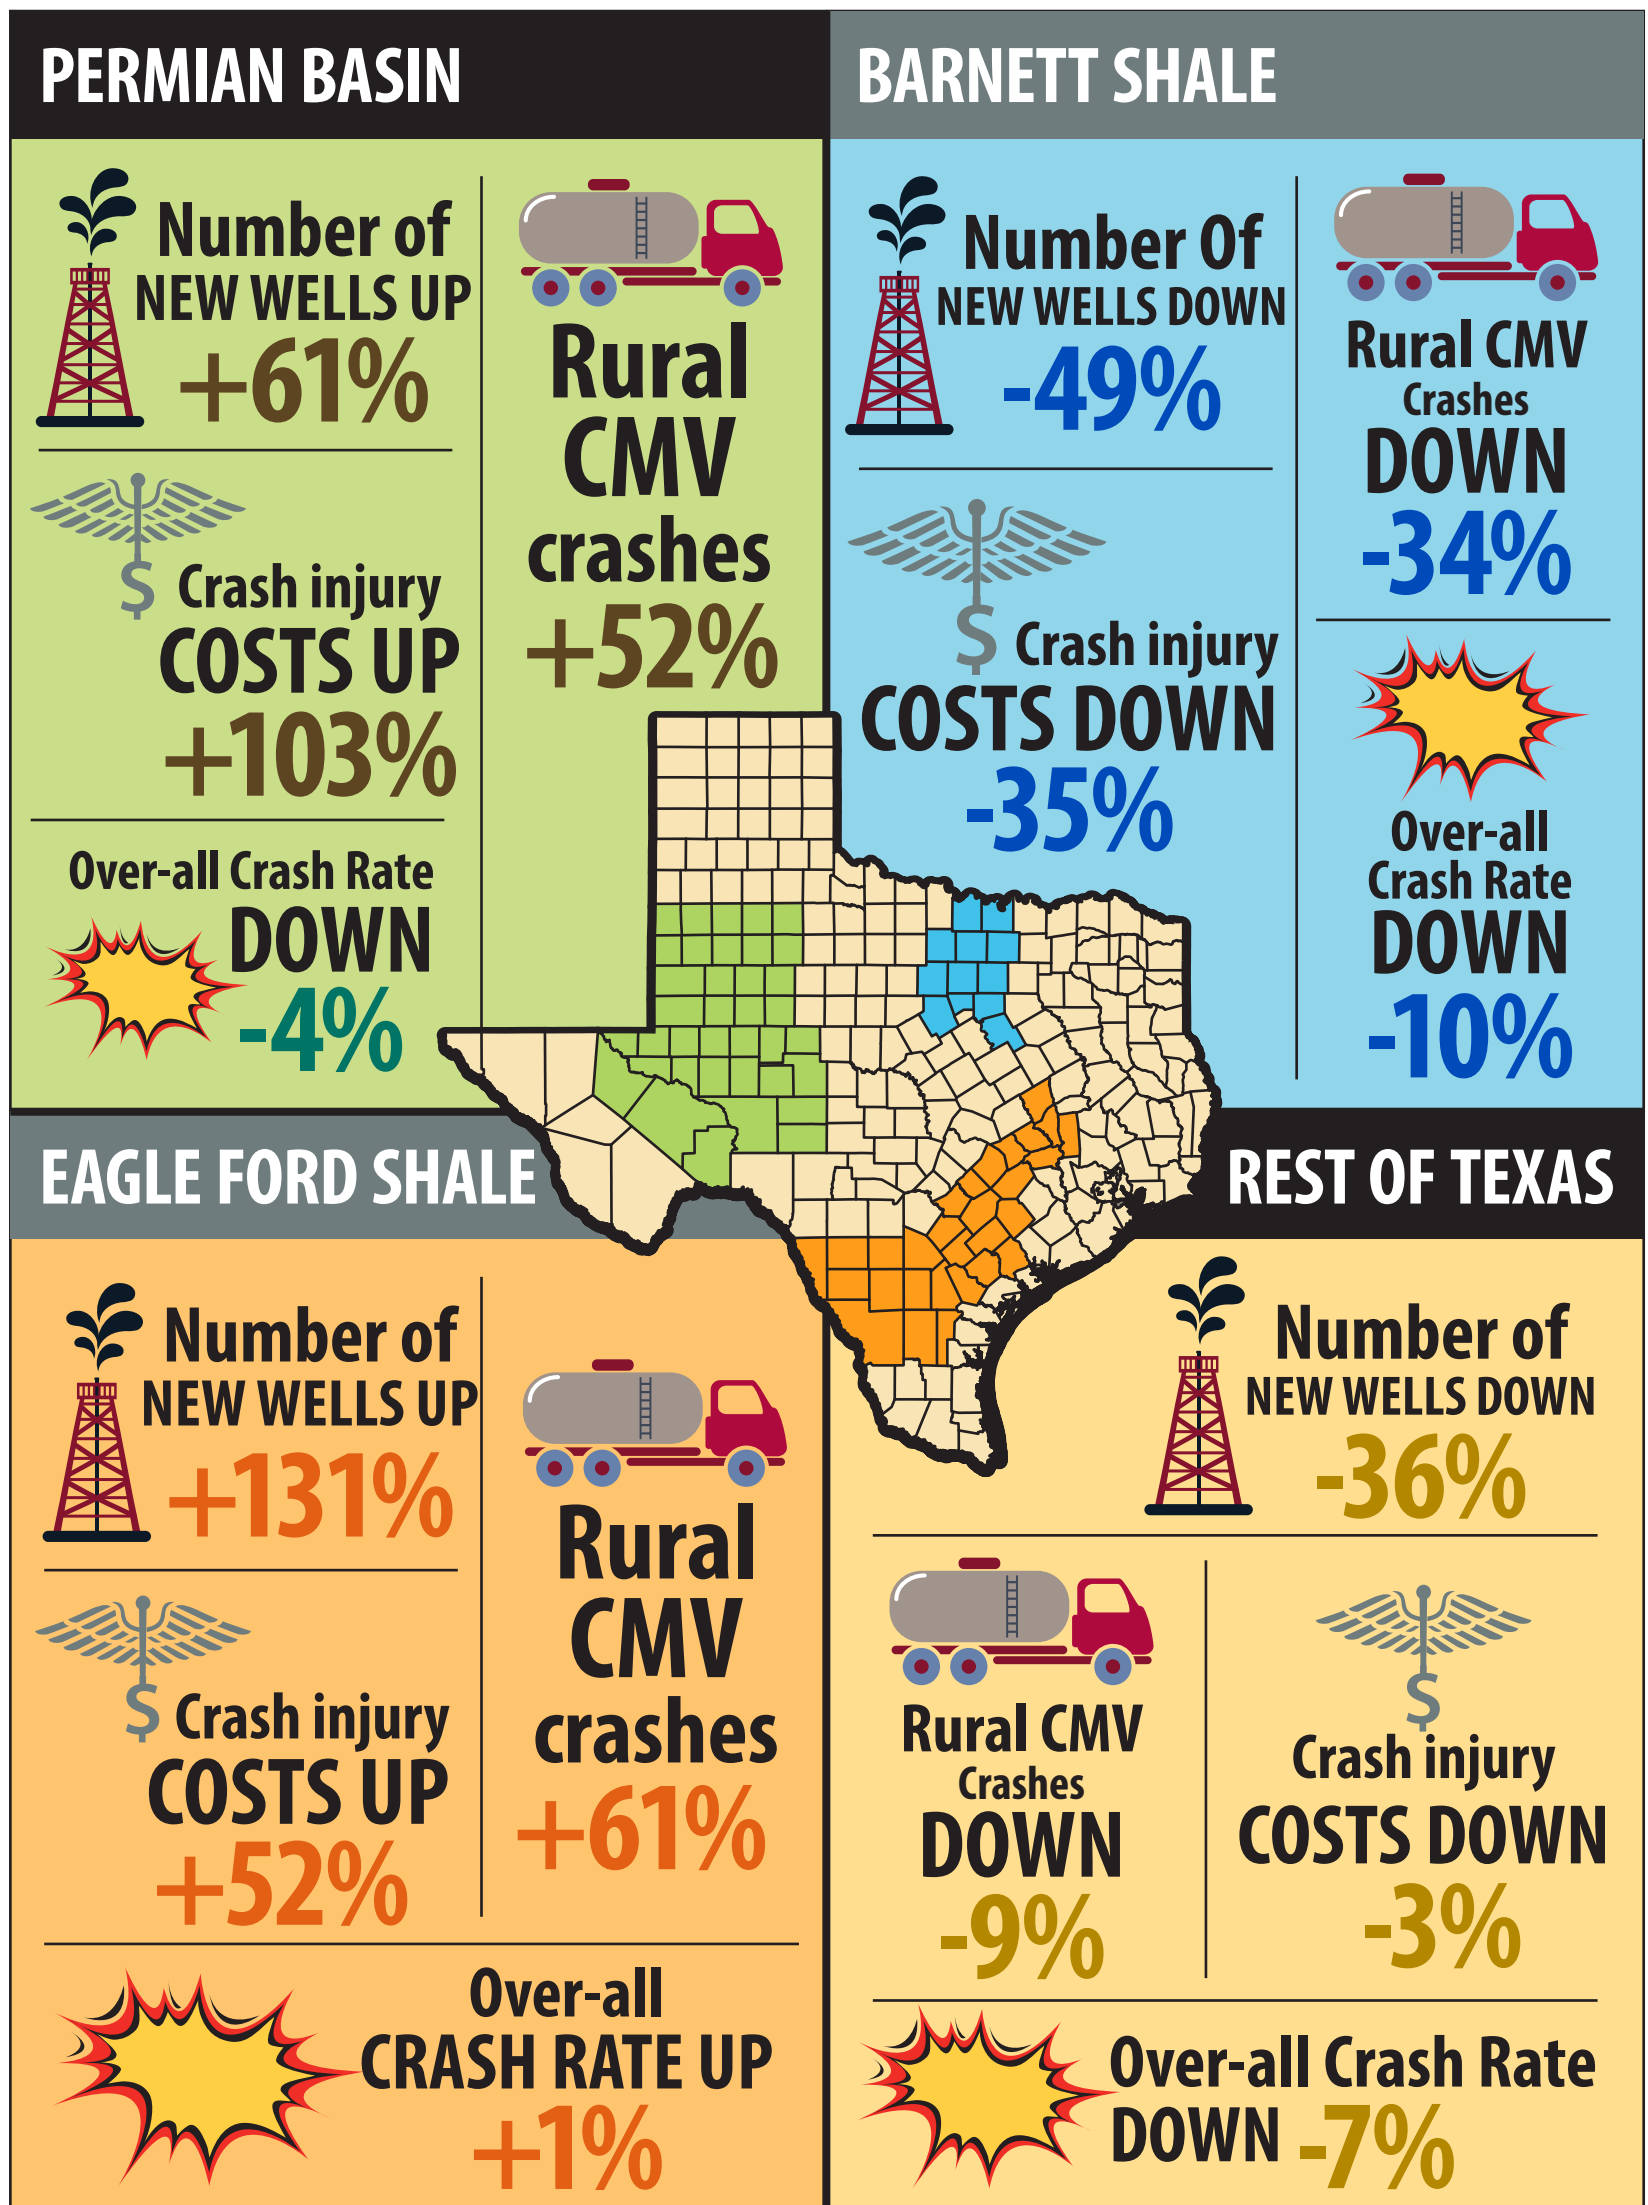 PERMIAN BASIN
Number of
NEW WELLS UP
+61%
$ Crash injury
COSTS UP
+103%
Over-all Crash Rate
DOWN
-4%
Rural
CMV
crashes
+52%
BARNETT SHALE
Number Of
NEW WELLS DOWN
-49%
$ Crash injury
COSTS DOWN
-35%
Rural CMV
Crashes
DOWN
-34%
Over-all
Crash Rate
DOWN
-10%
EAGLE FORD SHALE
Number of
NEW WELLS UP
+131%
$ Crash injury
COSTS UP
+52%
Rural
CMV
crashes
+61%
Over-all
CRASH RATE UP
+1%
REST OF TEXAS
Number of
NEW WELLS DOWN
-36%
Rural CMV
Crashes
DOWN
-9%
$
Crash injury
COSTS DOWN
-3%
Over-all Crash Rate
DOWN -7%